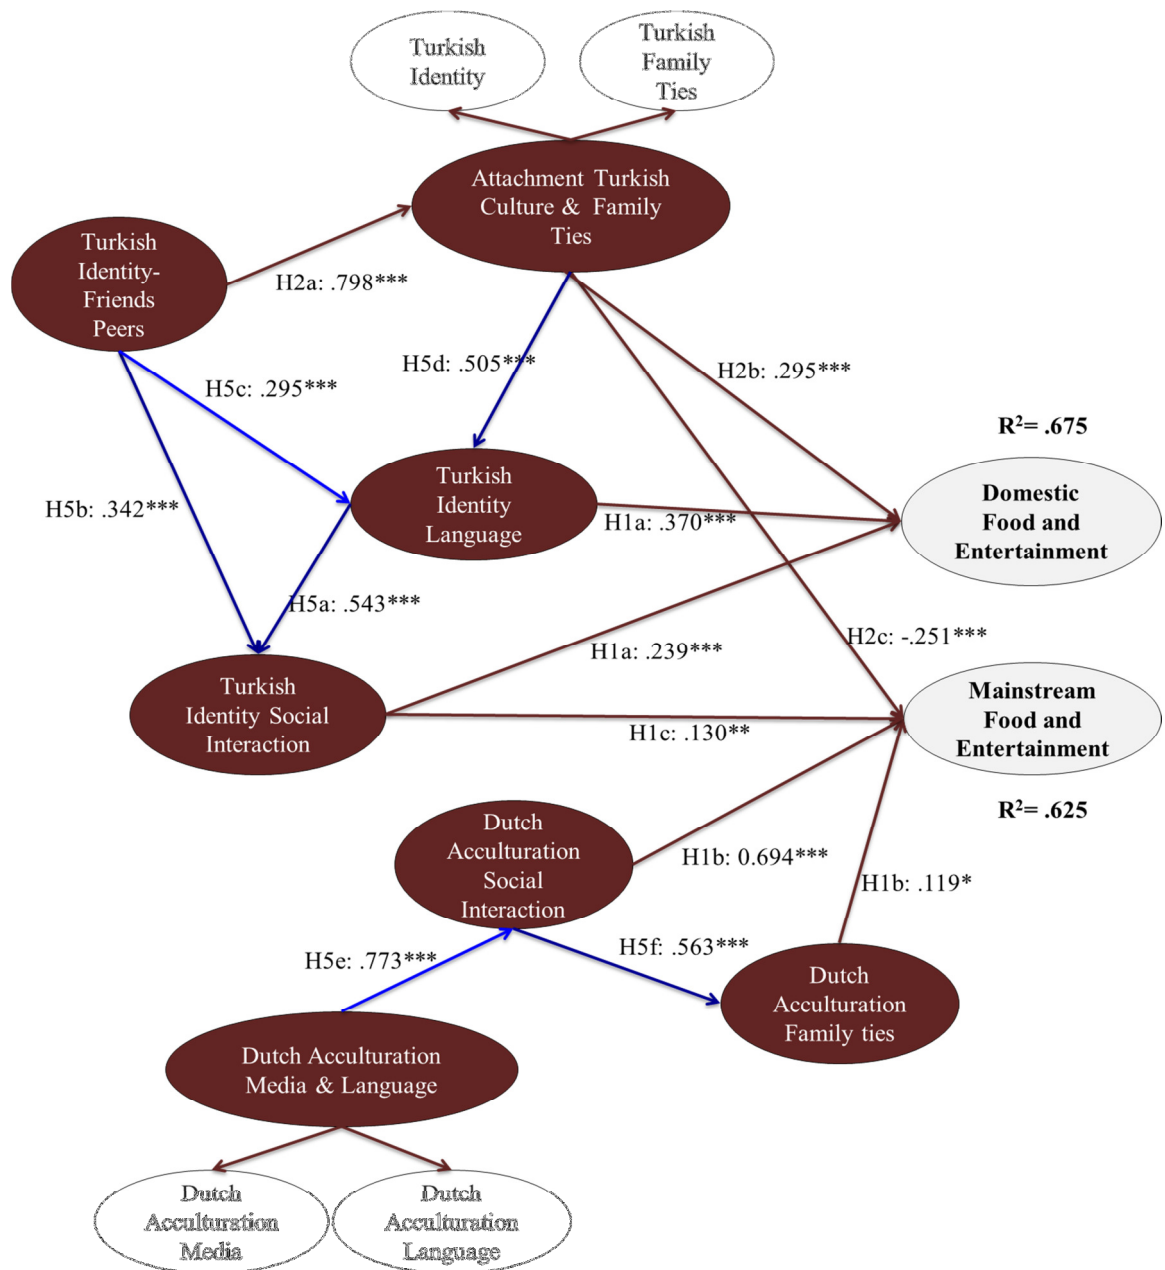 Turkish
Identity
Turkish
Family
Ties
Attachment Turkish
Culture & Family
Ties
Turkish
Identity-
Friends
Peers
H2a: .798***
H5d: .505***
H2b: .295***
H5c: .295***
R²= .675
Turkish
Identity
Language
Domestic
Food and
Entertainment
H5b: .342***
H1a: .370***
H5a: .543***
H2c: -.251***
H1a: .239***
Turkish
Identity Social
Interaction
Mainstream
Food and
Entertainment
H1c: .130**
R²= .625
Dutch
Acculturation
Social
Interaction
H1b: 0.694***
H1b: .119*
H5e: .773***
H5f: .563***
Dutch
Acculturation
Family ties
Dutch Acculturation
Media & Language
Dutch
Acculturation
Media
Dutch
Acculturation
Language